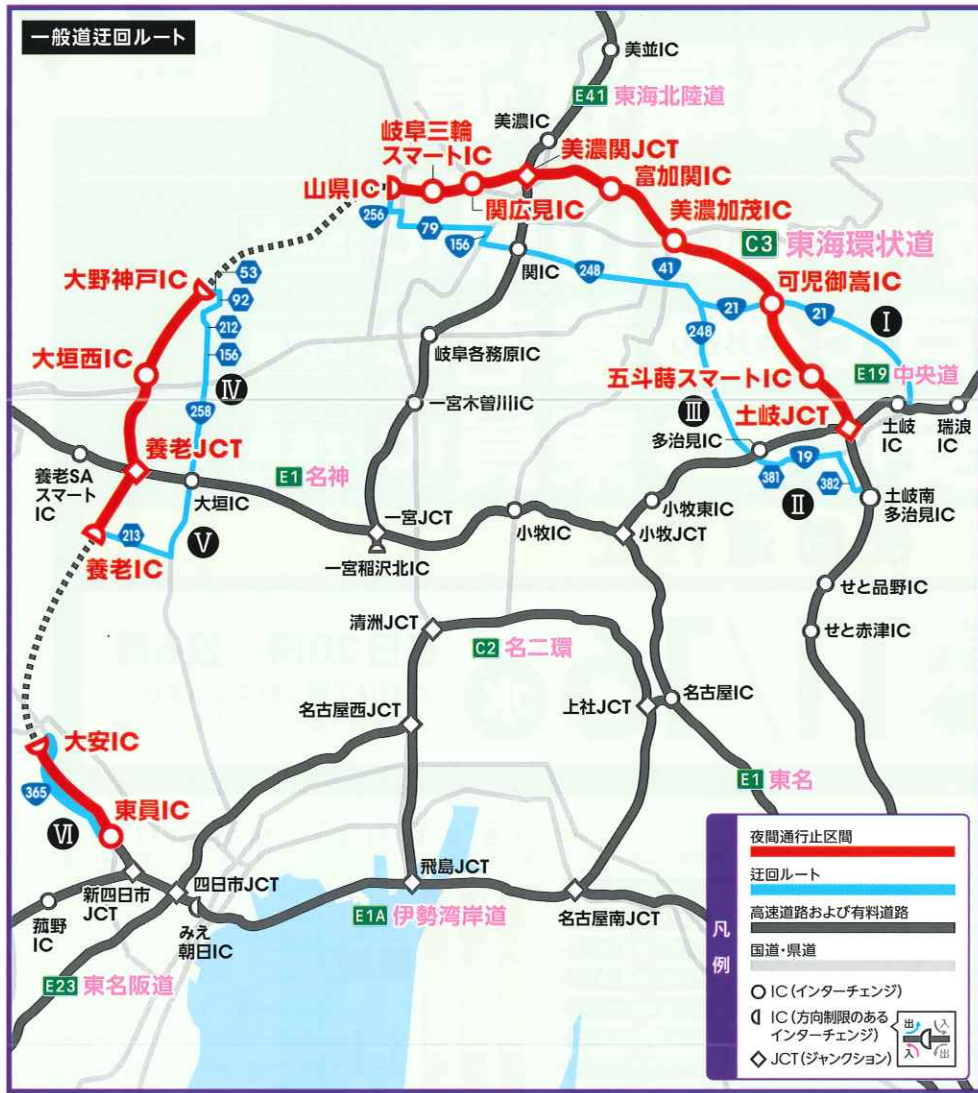 一般道迂回ルート
美並IC
E41 東海北陸道
美濃IC
岐阜三輪
スマートIC
美濃関JCT
山県IC
富加関IC
関広見IC
美濃加茂IC
256
79
156
関IC
248
41
C3 東海環状道
大野神戸IC
53
92
可児御嵩IC
21
21
Ⅰ
212
248
大垣西IC
156
岐阜各務原IC
五斗蒔スマートIC
E19 中央道
Ⅳ
258
一宮木曽川IC
Ⅲ
土岐JCT
土岐
IC
瑞浪
IC
養老JCT
多治見IC
養老SA
スマート
IC
大垣IC
E1 名神
19
381
382
Ⅱ
土岐南
多治見IC
小牧東IC
213
Ⅴ
一宮JCT
小牧IC
小牧JCT
養老IC
一宮稲沢北IC
せと品野IC
清洲JCT
せと赤津IC
C2 名二環
名古屋IC
名古屋西JCT
上社JCT
大安IC
E1 東名
365
東員IC
Ⅵ
飛島JCT
新四日市
JCT
四日市JCT
菰野
IC
みえ
朝日IC
E1A 伊勢湾岸道
名古屋南JCT
E23 東名阪道
凡例
夜間通行止区間
迂回ルート
高速道路および有料道路
国道・県道
IC（インターチェンジ）
IC（方向制限のある
インターチェンジ）
出
入
入
出
JCT（ジャンクション）